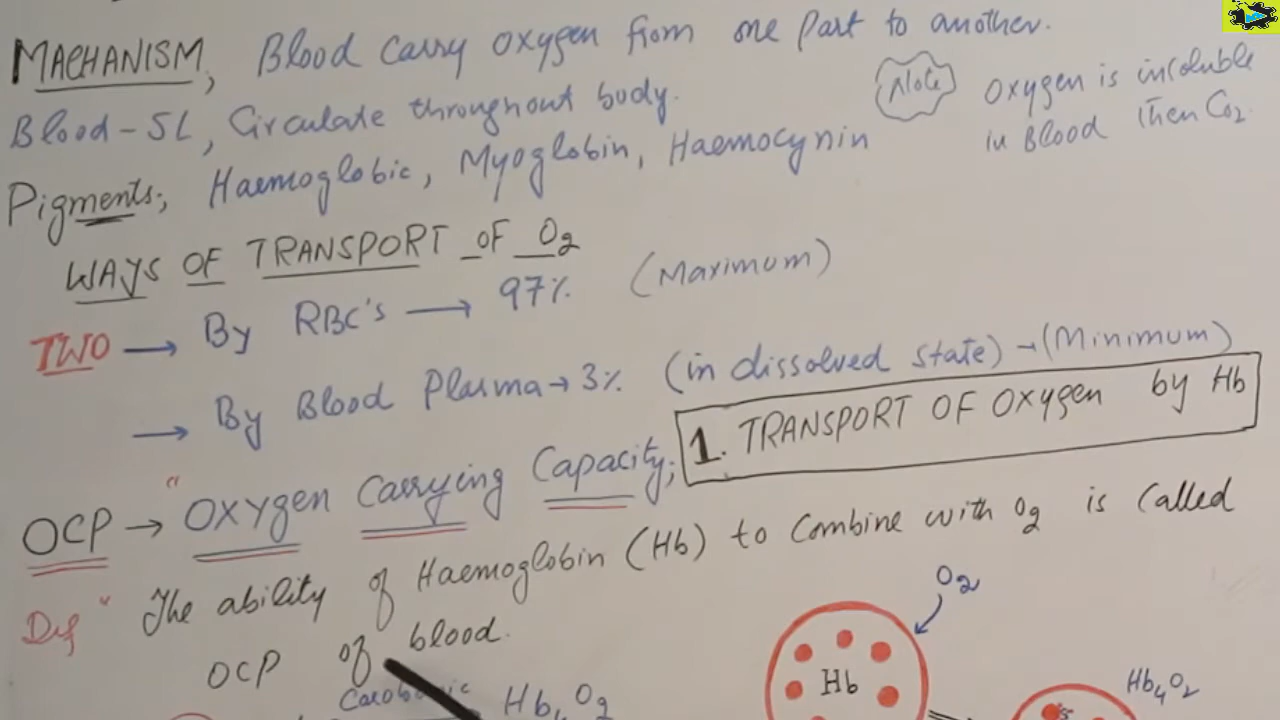 MACHANISM, Blood Carry Oxygen from one Part to another.
Blood - 5L, Circulate throughout body.
Note Oxygen is insoluble
in Blood Then Co2.
Pigments:, Haemoglobic, Myoglobin, Haemocynin
WAYS OF TRANSPORT OF O2
TWO → By RBC's → 97% (Maximum)
→ By Blood Plasma → 3% (in dissolved state) → (Minimum)
OCP → "Oxygen Carrying Capacity;
1. TRANSPORT OF Oxygen by Hb
Def " The ability of Haemoglobin (Hb) to Combine with O2 is Called
OCP of blood.
O2
Hb
Hb4O2
Hb4O2